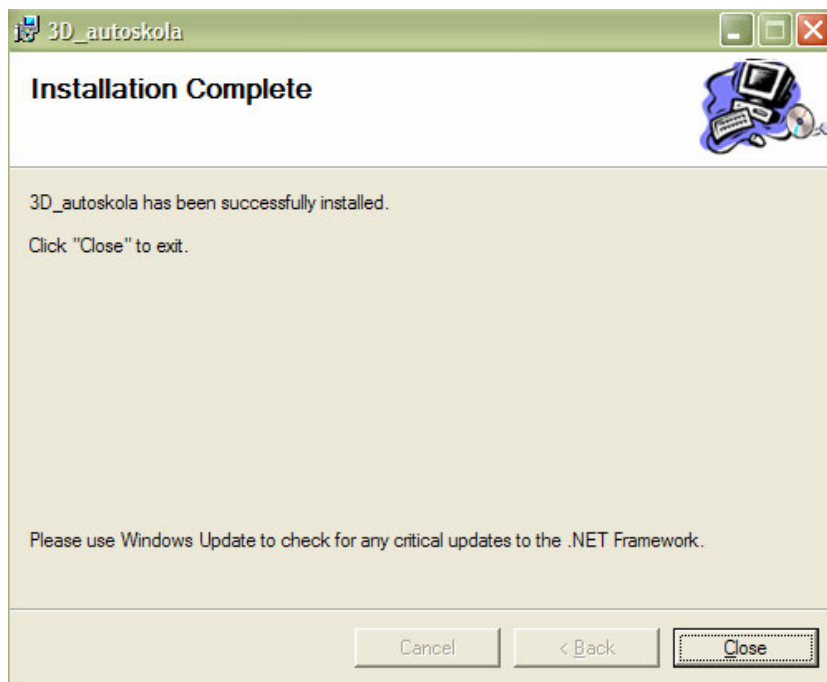 3D_autoskola
Installation Complete
3D_autoskola has been successfully installed.
Click "Close" to exit.
Please use Windows Update to check for any critical updates to the .NET Framework.
Cancel
< Back
Close